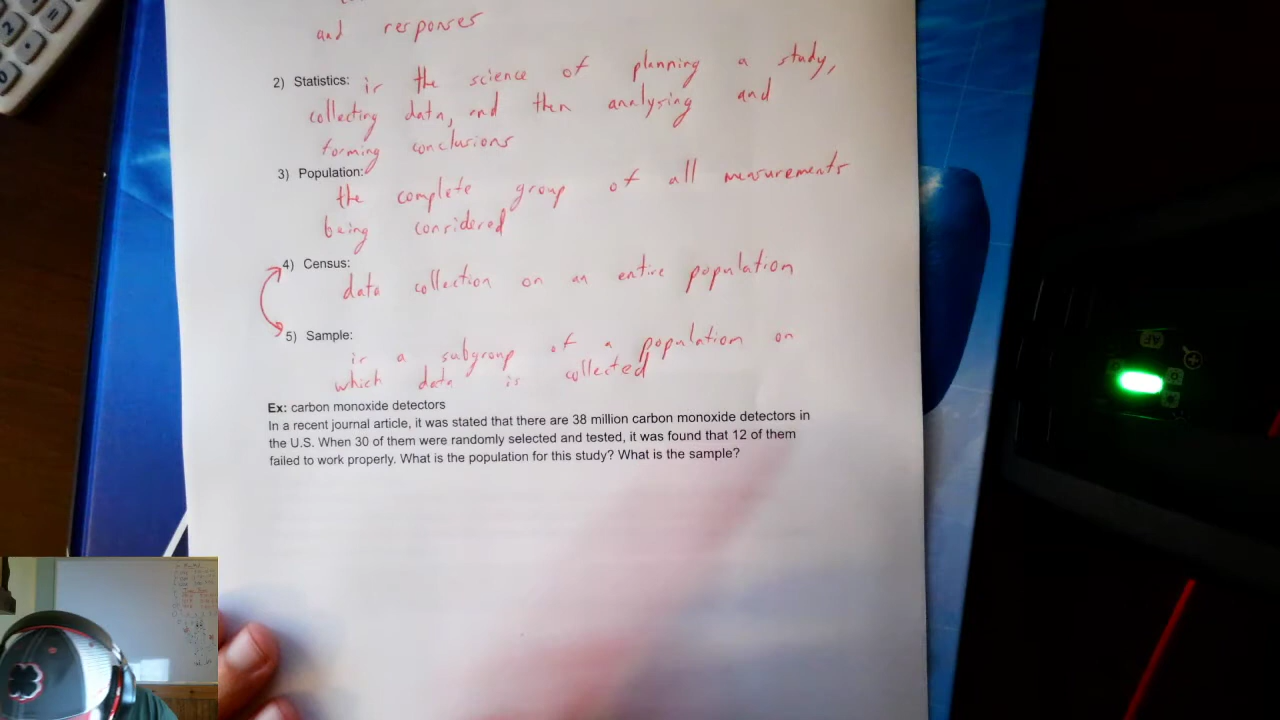 and responses
2) Statistics: is the science of planning a study,
collecting data, and then analysing and
forming conclusions
3) Population:
the complete group of all measurements
being considered
4) Census:
data collection on an entire population
5) Sample:
is a subgroup of a population on
which data is collected
Ex: carbon monoxide detectors
In a recent journal article, it was stated that there are 38 million carbon monoxide detectors in
the U.S. When 30 of them were randomly selected and tested, it was found that 12 of them
failed to work properly. What is the population for this study? What is the sample?